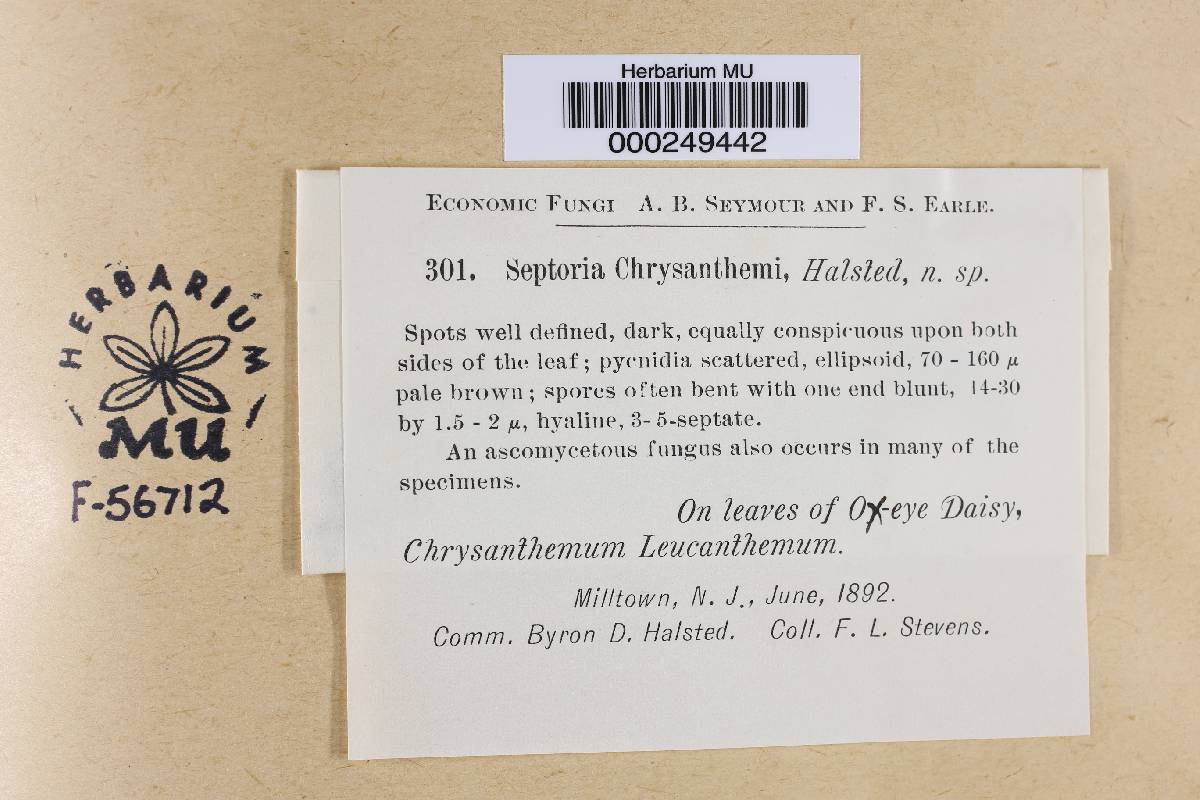 Herbarium MU
000249442
ECONOMIC FUNGI A. B. SEYMOUR AND F. S. EARLE.
301. Septoria Chrysanthemi, Halsted, n. sp.
Spots well defined, dark, equally conspicuous upon both
sides of the leaf; pycnidia scattered, ellipsoid, 70 - 160 µ
pale brown; spores often bent with one end blunt, 14-30
by 1.5 - 2 µ, hyaline, 3-5-septate.
An ascomycetous fungus also occurs in many of the
specimens.
On leaves of Ox-eye Daisy,
Chrysanthemum Leucanthemum.
Milltown, N. J., June, 1892.
Comm. Byron D. Halsted. Coll. F. L. Stevens.
HERBARIUM
MU
F-56712